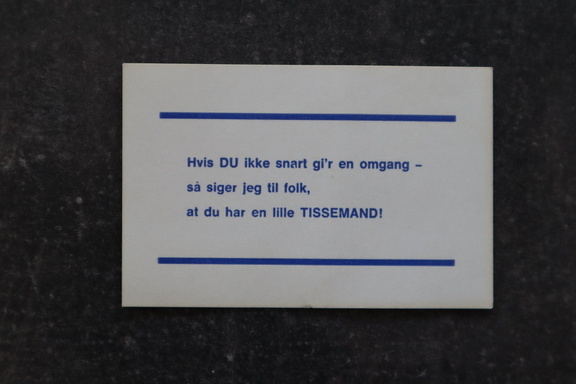 Hvis DU ikke snart gi'r en omgang –
så siger jeg til folk,
at du har en lille TISSEMAND!